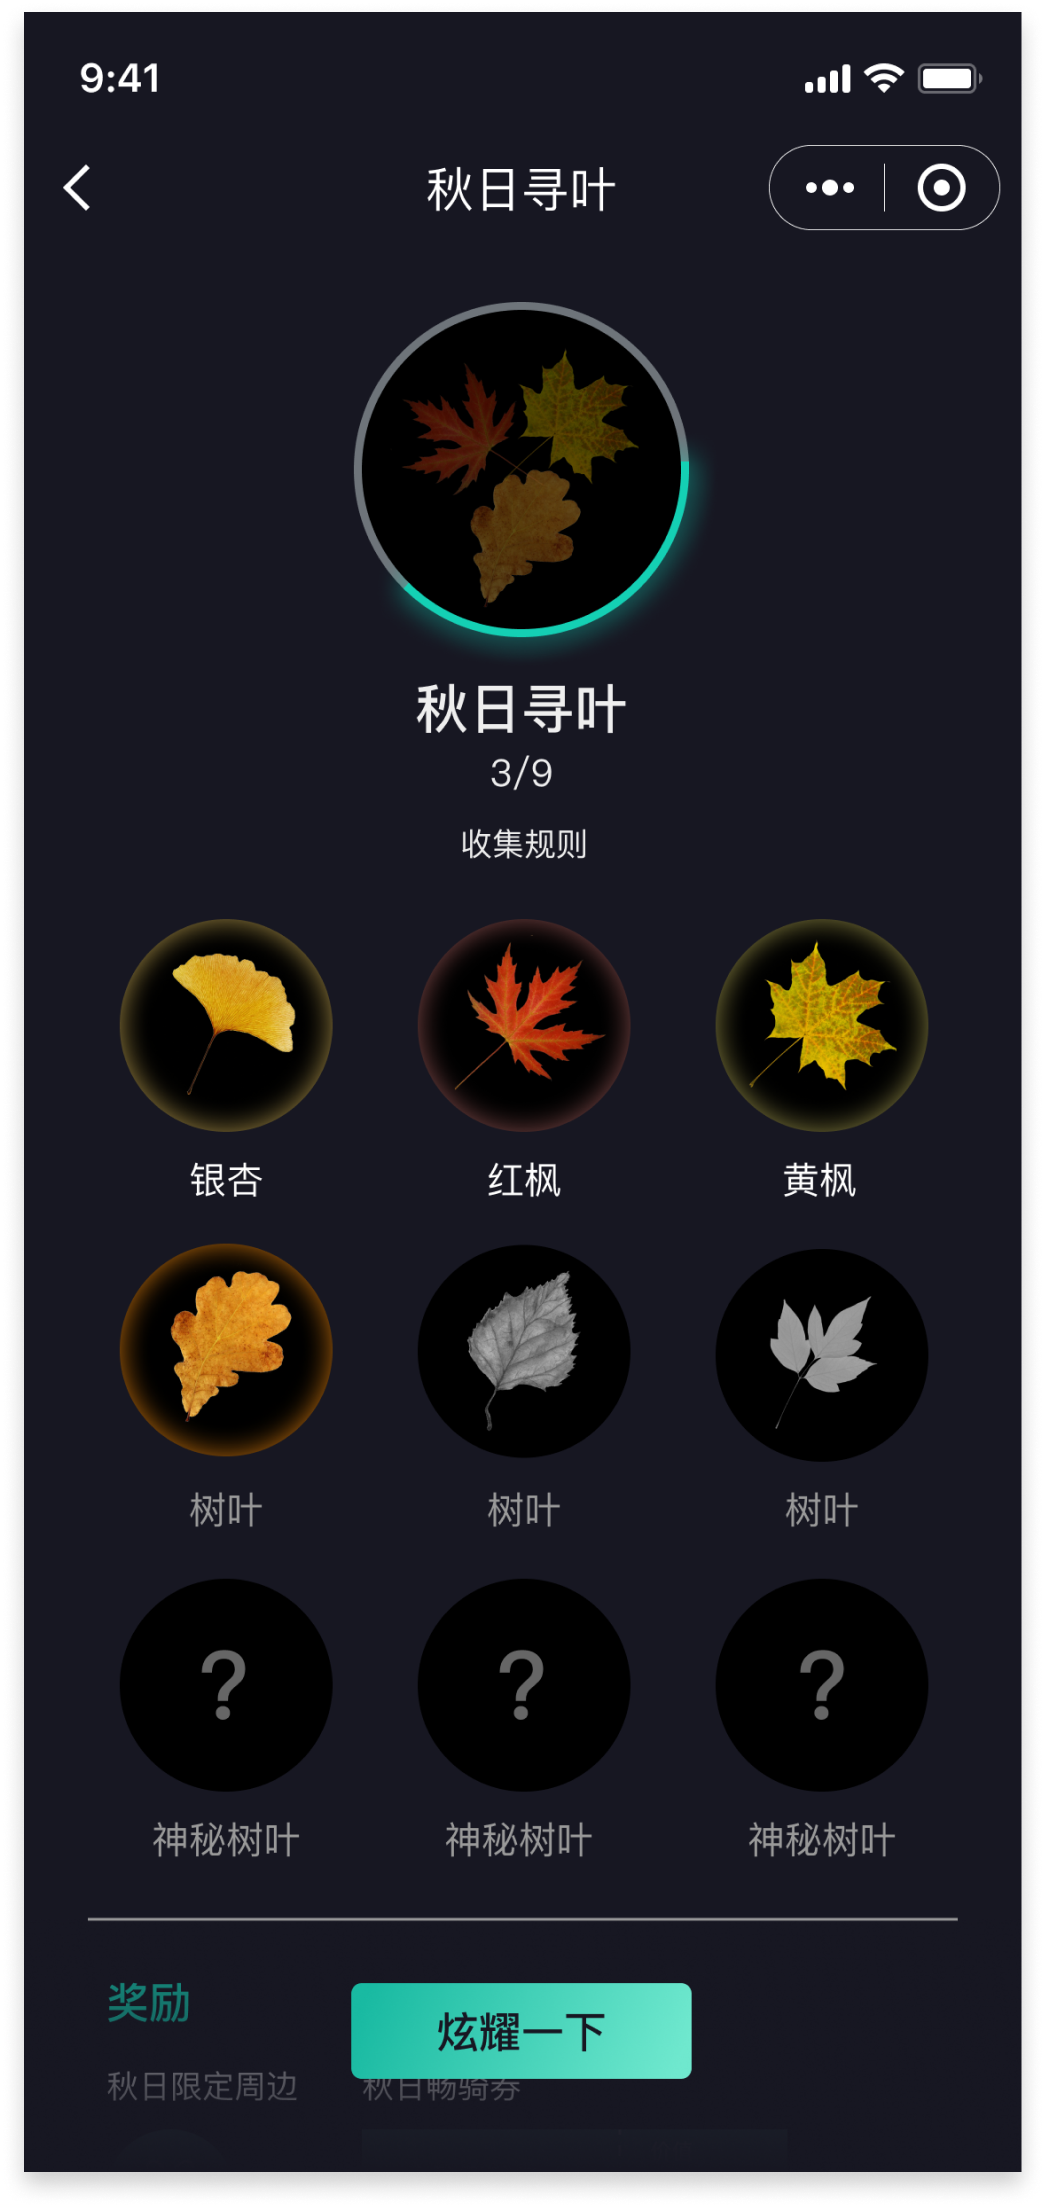 9:41
秋日寻叶
秋日寻叶
3/9
收集规则
银杏 红枫 黄枫
树叶 树叶 树叶
? ? ?
神秘树叶 神秘树叶 神秘树叶
奖励
炫耀一下
秋日限定周边 秋日畅骑券